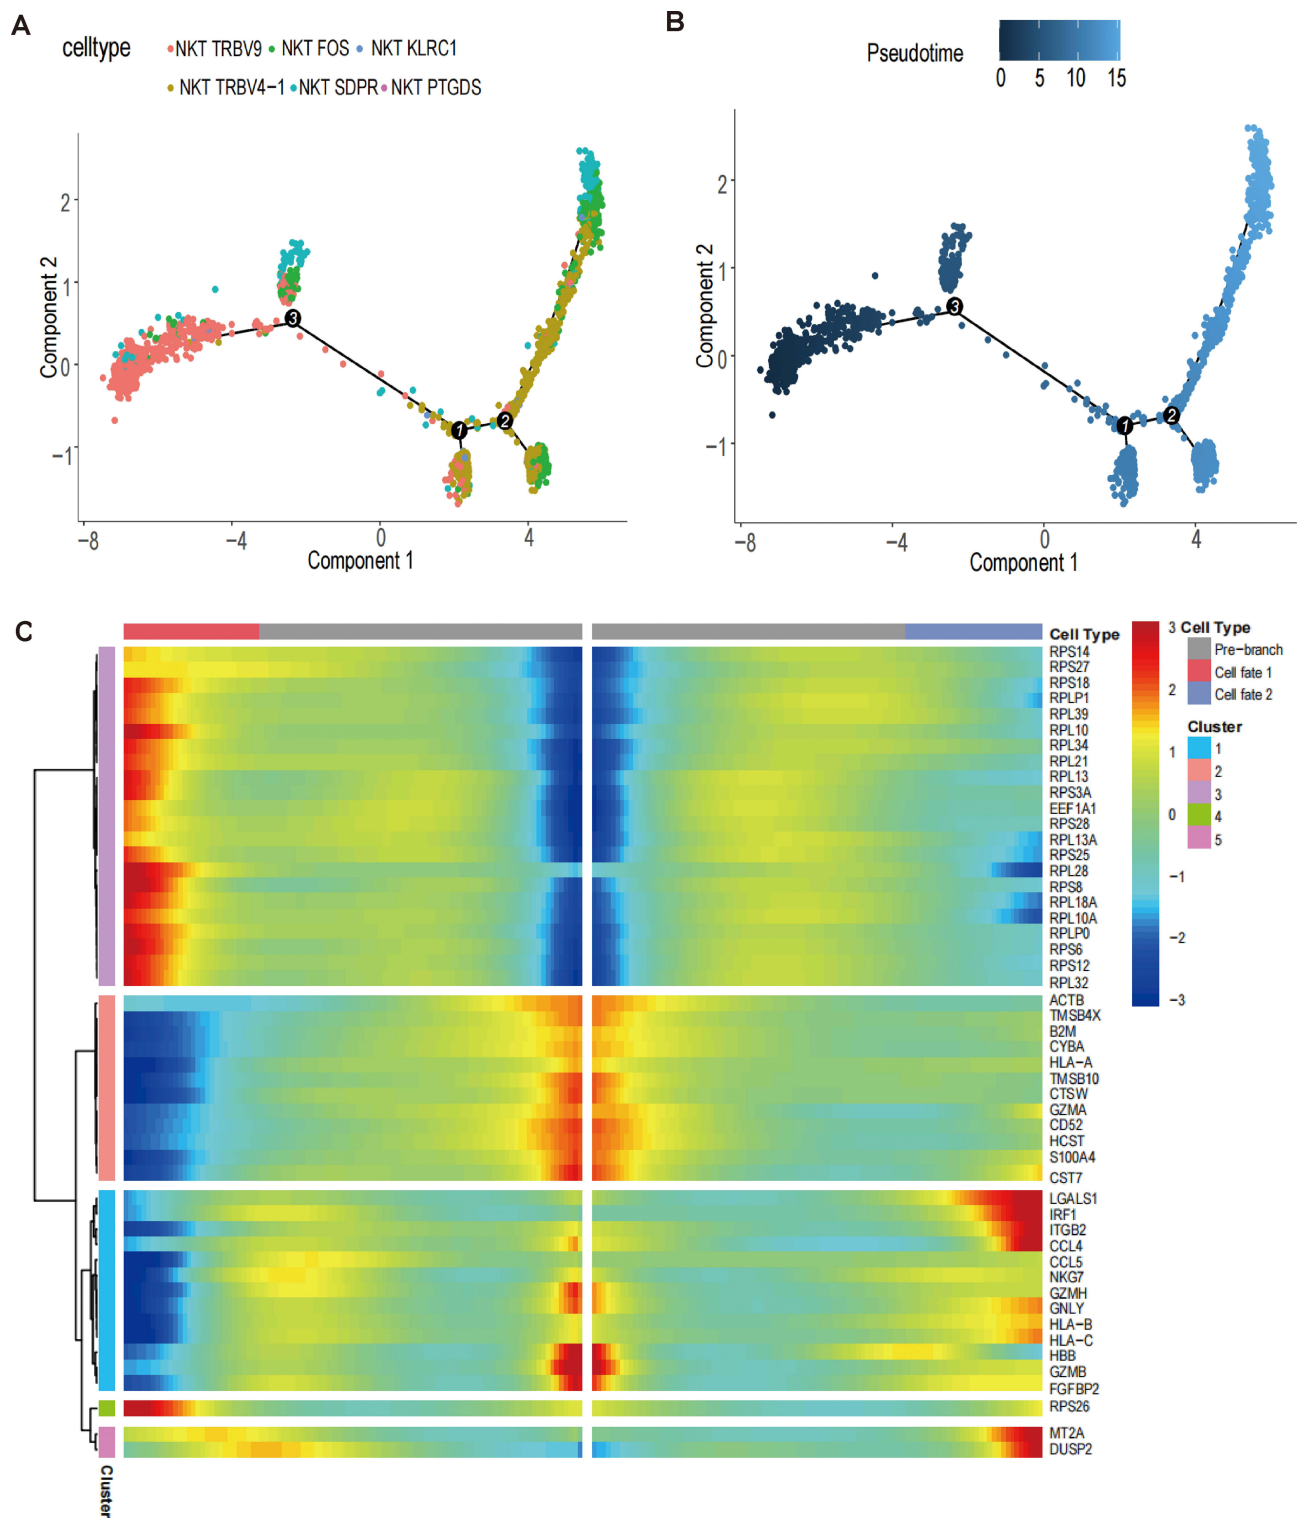 A
celltype
NKT TRBV9 NKT FOS NKT KLRC1
NKT TRBV4−1 NKT SDPR NKT PTGDS
Component 2
2
1
0
−1
−8 −4 0 4
Component 1
3
1
2
B
Pseudotime
0 5 10 15
Component 2
2
1
0
−1
−8 −4 0 4
Component 1
3
1
2
C
Cell Type
RPS14
RPS27
RPS18
RPLP1
RPL39
RPL10
RPL34
RPL21
RPL13
RPS3A
EEF1A1
RPS28
RPL13A
RPS25
RPL28
RPS8
RPL18A
RPL10A
RPLP0
RPS6
RPS12
RPL32
ACTB
TMSB4X
B2M
CYBA
HLA−A
TMSB10
CTSW
GZMA
CD52
HCST
S100A4
CST7
LGALS1
IRF1
ITGB2
CCL4
CCL5
NKG7
GZMH
GNLY
HLA−B
HLA−C
HBB
GZMB
FGFBP2
RPS26
MT2A
DUSP2
3
2
1
0
−1
−2
−3
Cell Type
Pre−branch
Cell fate 1
Cell fate 2
Cluster
1
2
3
4
5
Cluster